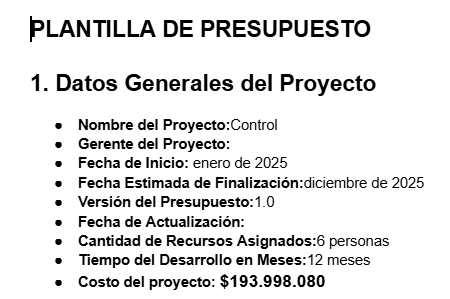 PLANTILLA DE PRESUPUESTO
1. Datos Generales del Proyecto
● Nombre del Proyecto:Control
● Gerente del Proyecto:
● Fecha de Inicio: enero de 2025
● Fecha Estimada de Finalización:diciembre de 2025
● Versión del Presupuesto:1.0
● Fecha de Actualización:
● Cantidad de Recursos Asignados:6 personas
● Tiempo del Desarrollo en Meses:12 meses
● Costo del proyecto: $193.998.080